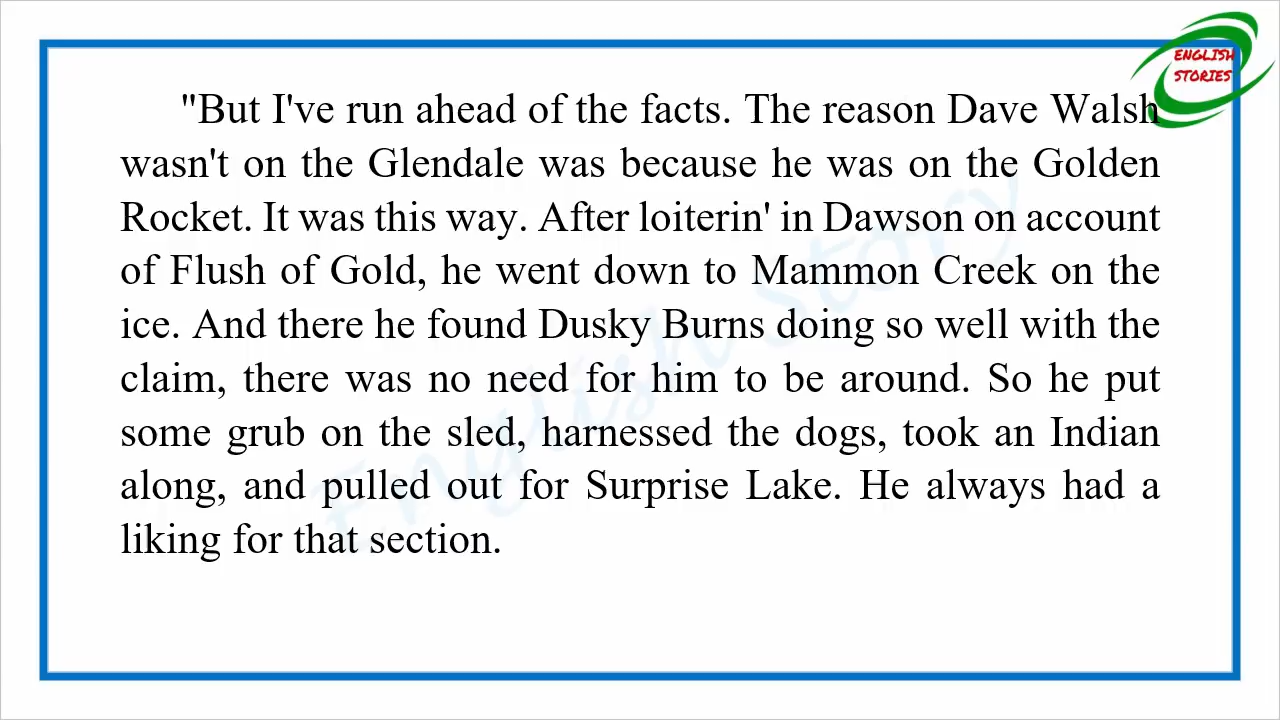 ENGLISH
STORIES
"But I've run ahead of the facts. The reason Dave Walsh
wasn't on the Glendale was because he was on the Golden
Rocket. It was this way. After loiterin' in Dawson on account
of Flush of Gold, he went down to Mammon Creek on the
ice. And there he found Dusky Burns doing so well with the
claim, there was no need for him to be around. So he put
some grub on the sled, harnessed the dogs, took an Indian
along, and pulled out for Surprise Lake. He always had a
liking for that section.
English Story